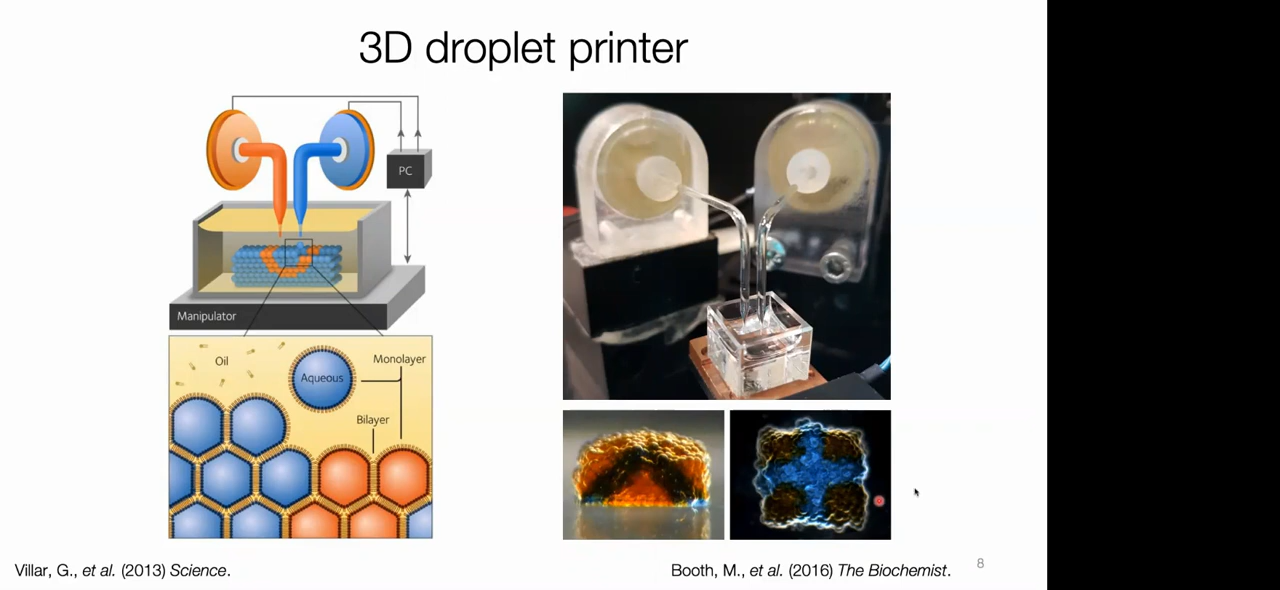 3D droplet printer
PC
Manipulator
Oil
Monolayer
Aqueous
Bilayer
Villar, G., et al. (2013) Science.
Booth, M., et al. (2016) The Biochemist.
8